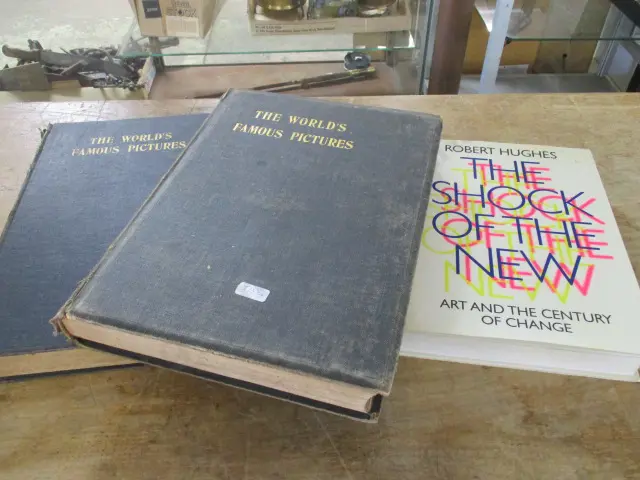 THE WORLD'S
FAMOUS PICTURES
THE WORLD'S
FAMOUS PICTURES
ROBERT HUGHES
THE
SHOCK
OF THE
NEW
ART AND THE CENTURY
OF CHANGE